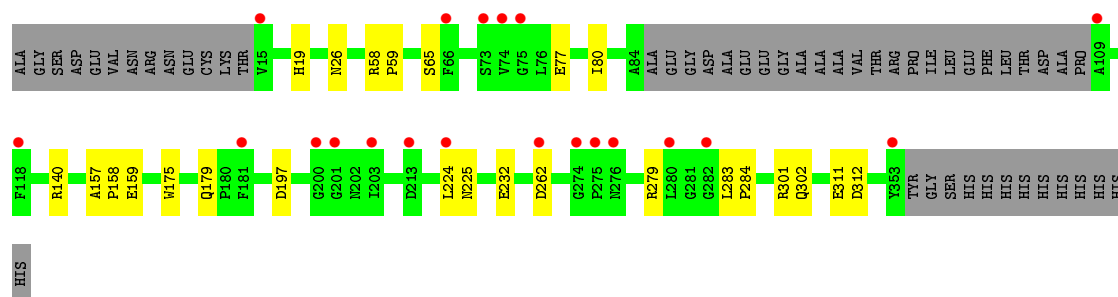 ALA GLY SER ASP GLU VAL ASN ARG ASN GLU CYS LYS THR V15 H19 N26 R58 P59 S65 F66 S73 V74 G75 L76 E77 I80 A84 ALA GLU GLY ASP ALA ALA GLU GLU GLY ALA ALA ALA VAL THR ARG PRO ILE LEU GLU PHE LEU THR ASP ALA PRO A109
F118 R140 A157 P158 E159 W175 Q179 P180 F181 D197 G200 G201 N202 I203 D213 L224 N225 E232 D262 G274 P275 N276 R279 L280 G281 G282 L283 P284 R301 Q302 E311 D312 Y353 TYR GLY SER HIS HIS HIS HIS HIS HIS HIS HIS HIS
HIS